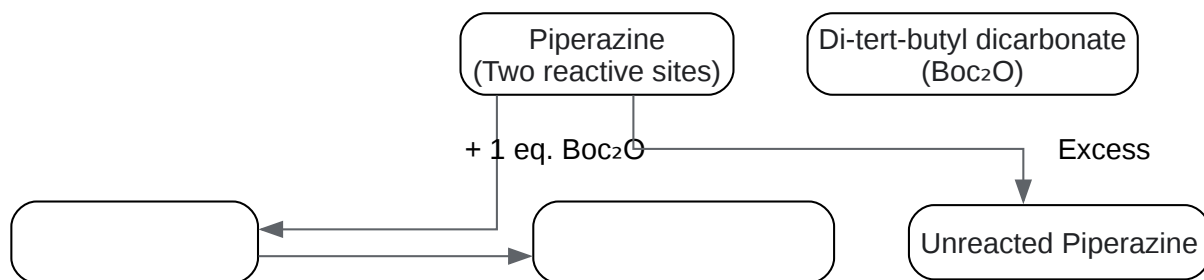 Piperazine
(Two reactive sites)
Di-tert-butyl dicarbonate
(Boc₂O)
+ 1 eq. Boc₂O
Excess
Unreacted Piperazine